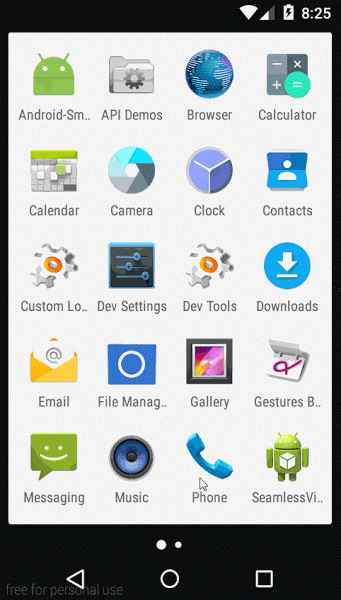 8:25
Android-Sm..
API Demos
Browser
Calculator
Calendar
Camera
Clock
Contacts
Custom Lo..
Dev Settings
Dev Tools
Downloads
Email
File Manag..
Gallery
Gestures B..
Messaging
Music
Phone
SeamlessVi..
free for personal use